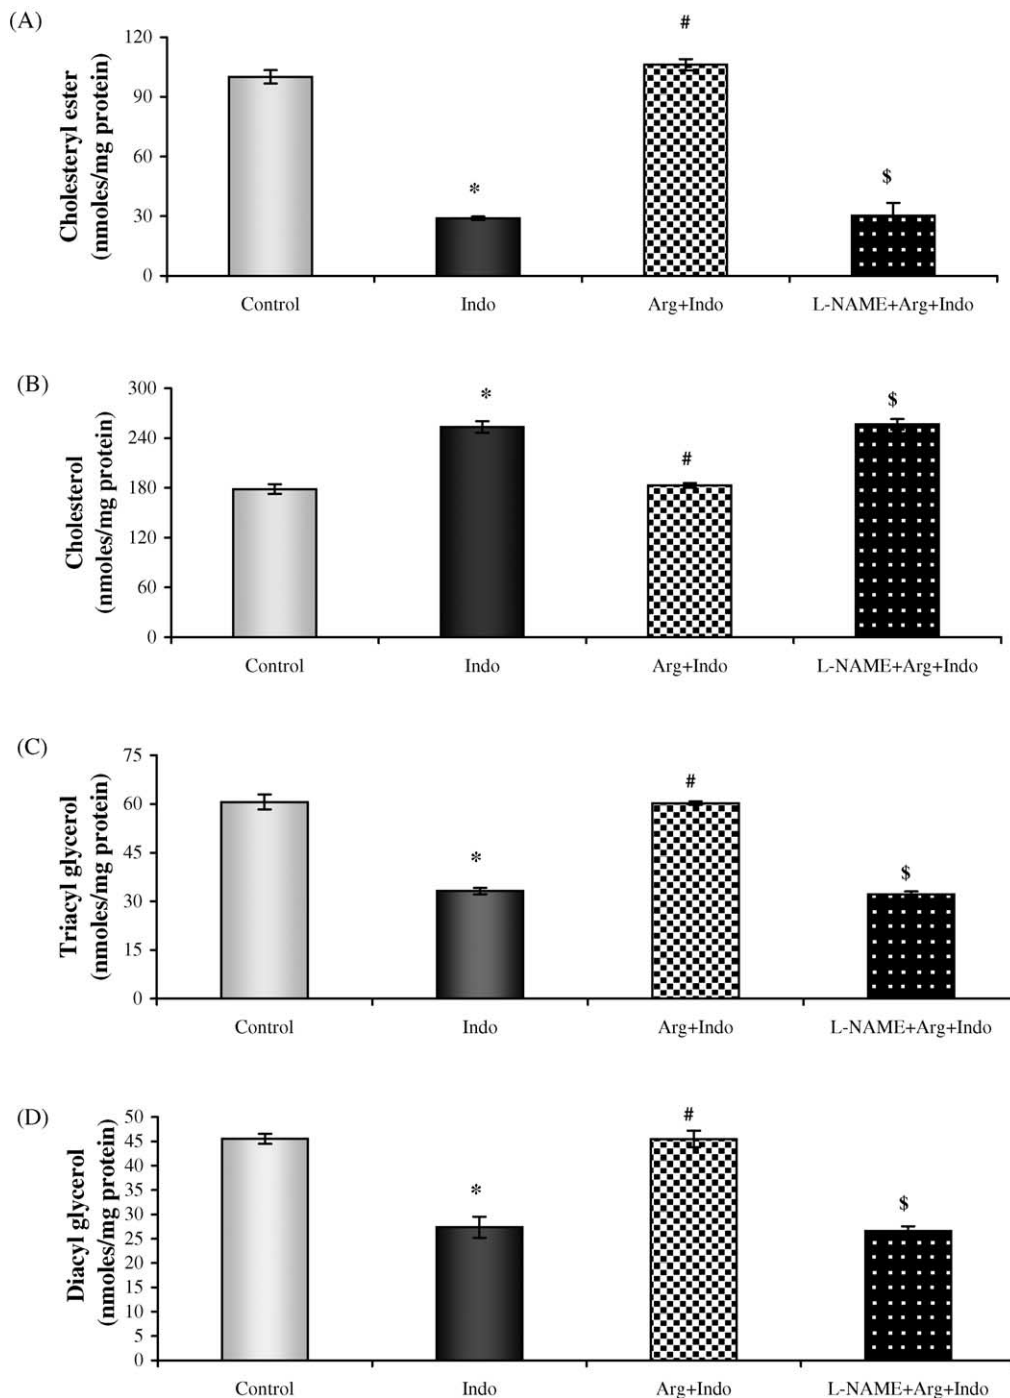 (A)
Cholesteryl ester
(nmoles/mg protein)
120
90
60
30
0
*
#
$
Control Indo Arg+Indo L-NAME+Arg+Indo
(B)
Cholesterol
(nmoles/mg protein)
300
240
180
120
60
0
*
#
$
Control Indo Arg+Indo L-NAME+Arg+Indo
(C)
Triacyl glycerol
(nmoles/mg protein)
75
60
45
30
15
0
*
#
$
Control Indo Arg+Indo L-NAME+Arg+Indo
(D)
Diacyl glycerol
(nmoles/mg protein)
50
45
40
35
30
25
20
15
10
5
0
*
#
$
Control Indo Arg+Indo L-NAME+Arg+Indo